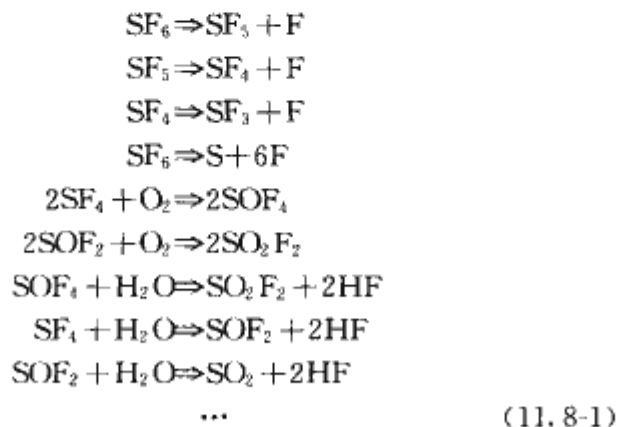 SF₆⇒SF₅+F
SF₅⇒SF₄+F
SF₄⇒SF₃+F
SF₆⇒S+6F
2SF₄+O₂⇒2SOF₄
2SOF₂+O₂⇒2SO₂F₂
SOF₄+H₂O⇒SO₂F₂+2HF
SF₄+H₂O⇒SOF₂+2HF
SOF₂+H₂O⇒SO₂+2HF
… (11.8-1)